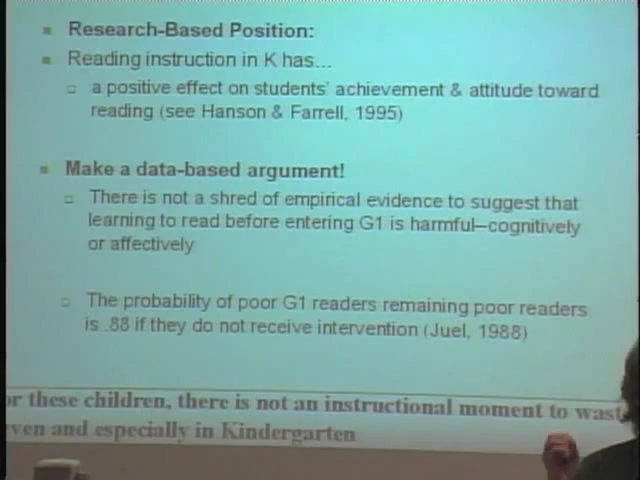 Research-Based Position:
Reading instruction in K has...
a positive effect on students' achievement & attitude toward
reading (see Hanson & Farrell, 1995)
Make a data-based argument!
There is not a shred of empirical evidence to suggest that
learning to read before entering G1 is harmful–cognitively
or affectively
The probability of poor G1 readers remaining poor readers
is .88 if they do not receive intervention (Juel, 1988)
or these children, there is not an instructional moment to wast
even and especially in Kindergarten